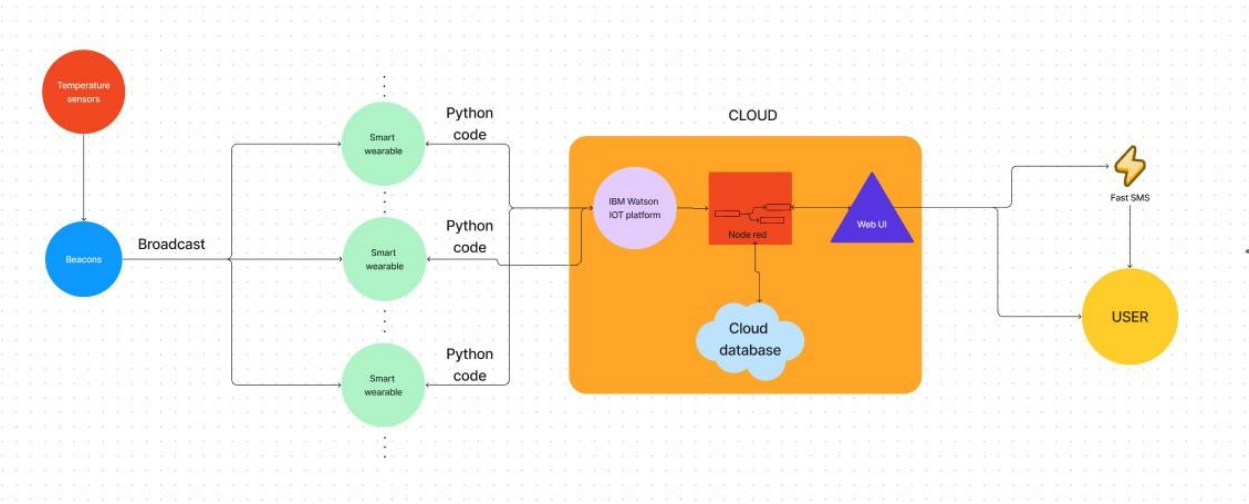 Temperature
sensors
Beacons
Broadcast
Smart
wearable
Python
code
Smart
wearable
Python
code
Smart
wearable
Python
code
CLOUD
IBM Watson
IOT platform
Node red
Web UI
Cloud
database
Fast SMS
USER